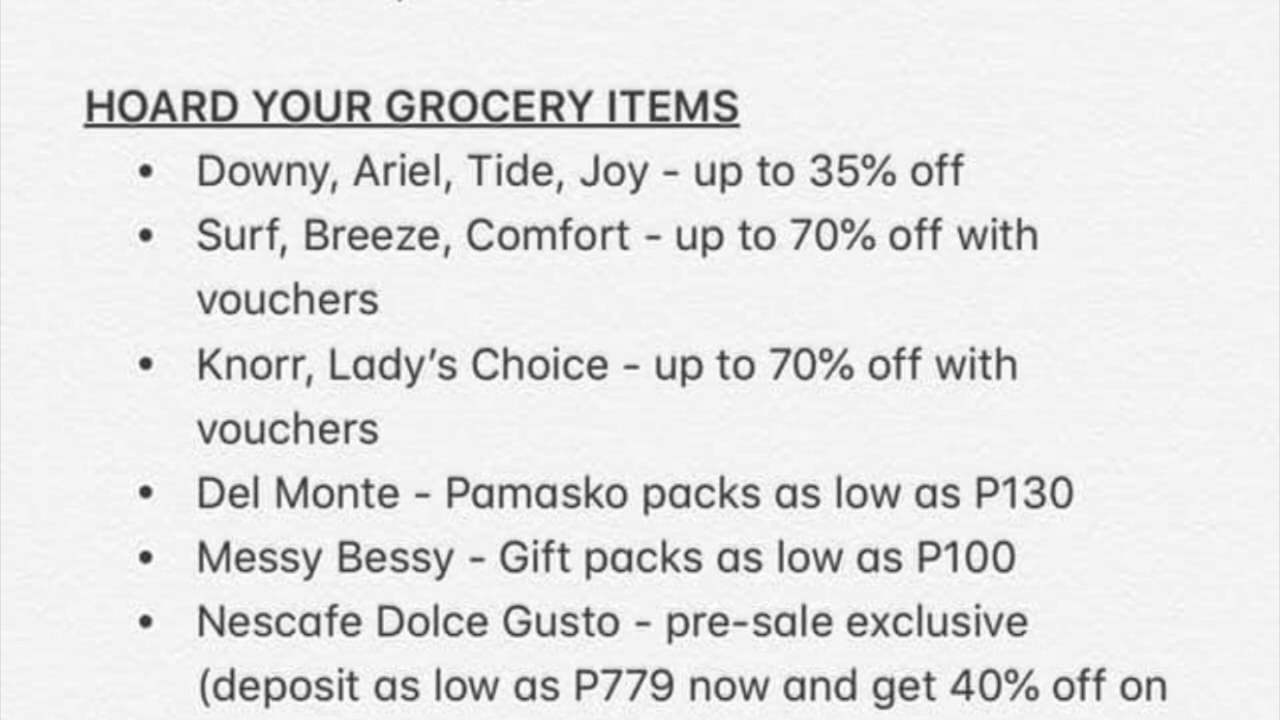 HOARD YOUR GROCERY ITEMS
• Downy, Ariel, Tide, Joy - up to 35% off
• Surf, Breeze, Comfort - up to 70% off with
vouchers
• Knorr, Lady’s Choice - up to 70% off with
vouchers
• Del Monte - Pamasko packs as low as P130
• Messy Bessy - Gift packs as low as P100
• Nescafe Dolce Gusto - pre-sale exclusive
(deposit as low as P779 now and get 40% off on